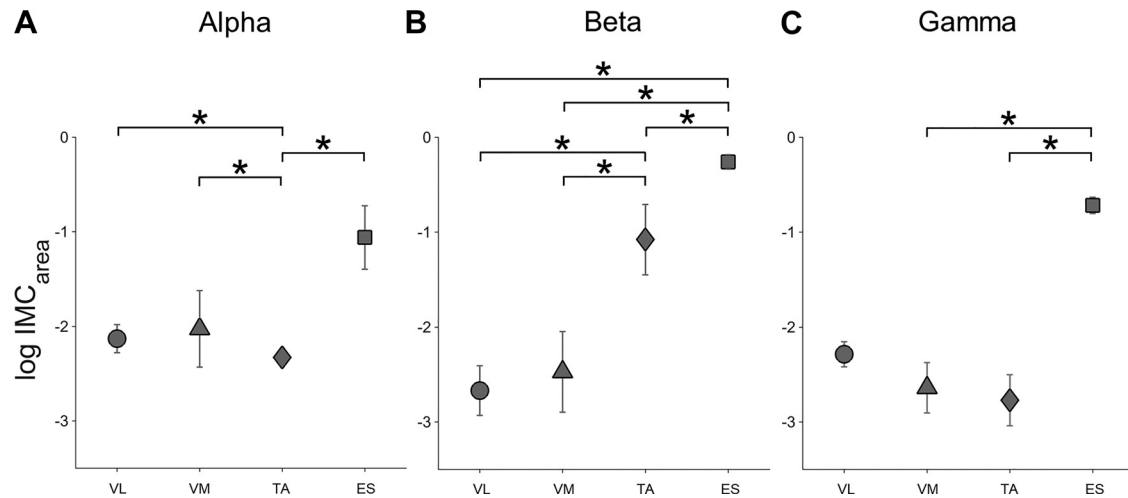 A Alpha
B Beta
C Gamma
* * *
* * * * *
* *
log IMCarea
0
-1
-2
-3
VL VM TA ES
0
-1
-2
-3
VL VM TA ES
0
-1
-2
-3
VL VM TA ES